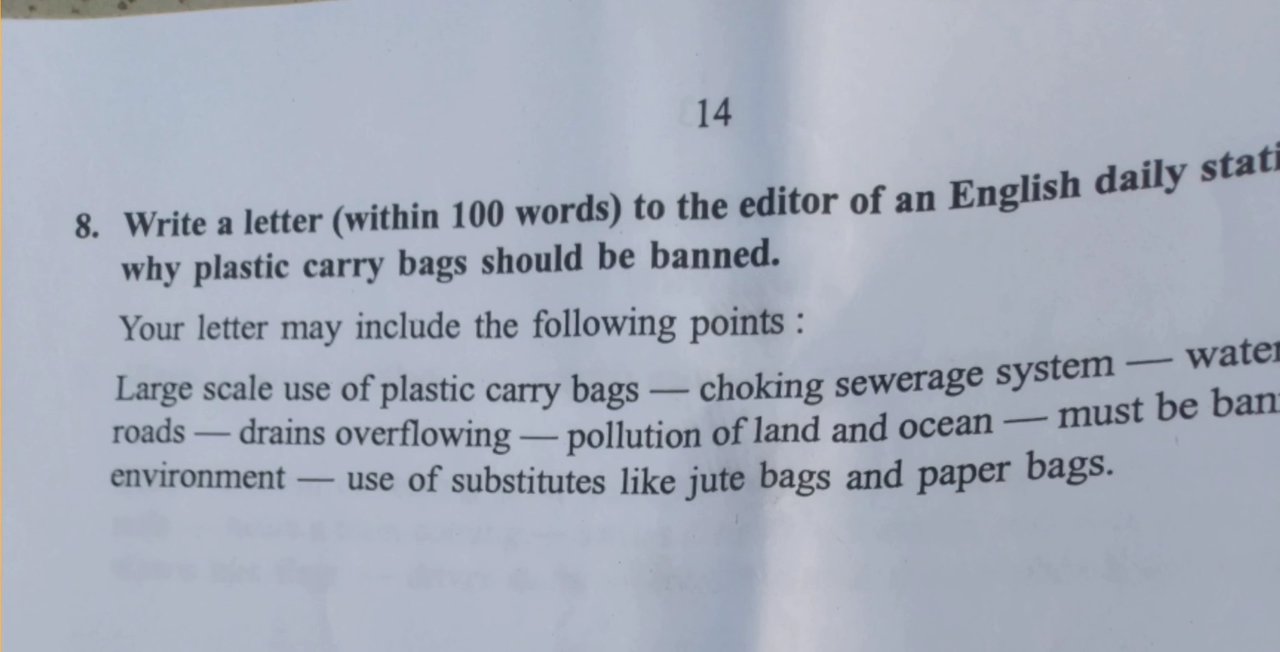 14
8. Write a letter (within 100 words) to the editor of an English daily
why plastic carry bags should be banned.
Your letter may include the following points :
Large scale use of plastic carry bags — choking sewerage system —
roads — drains overflowing — pollution of land and ocean — must be
environment — use of substitutes like jute bags and paper bags.